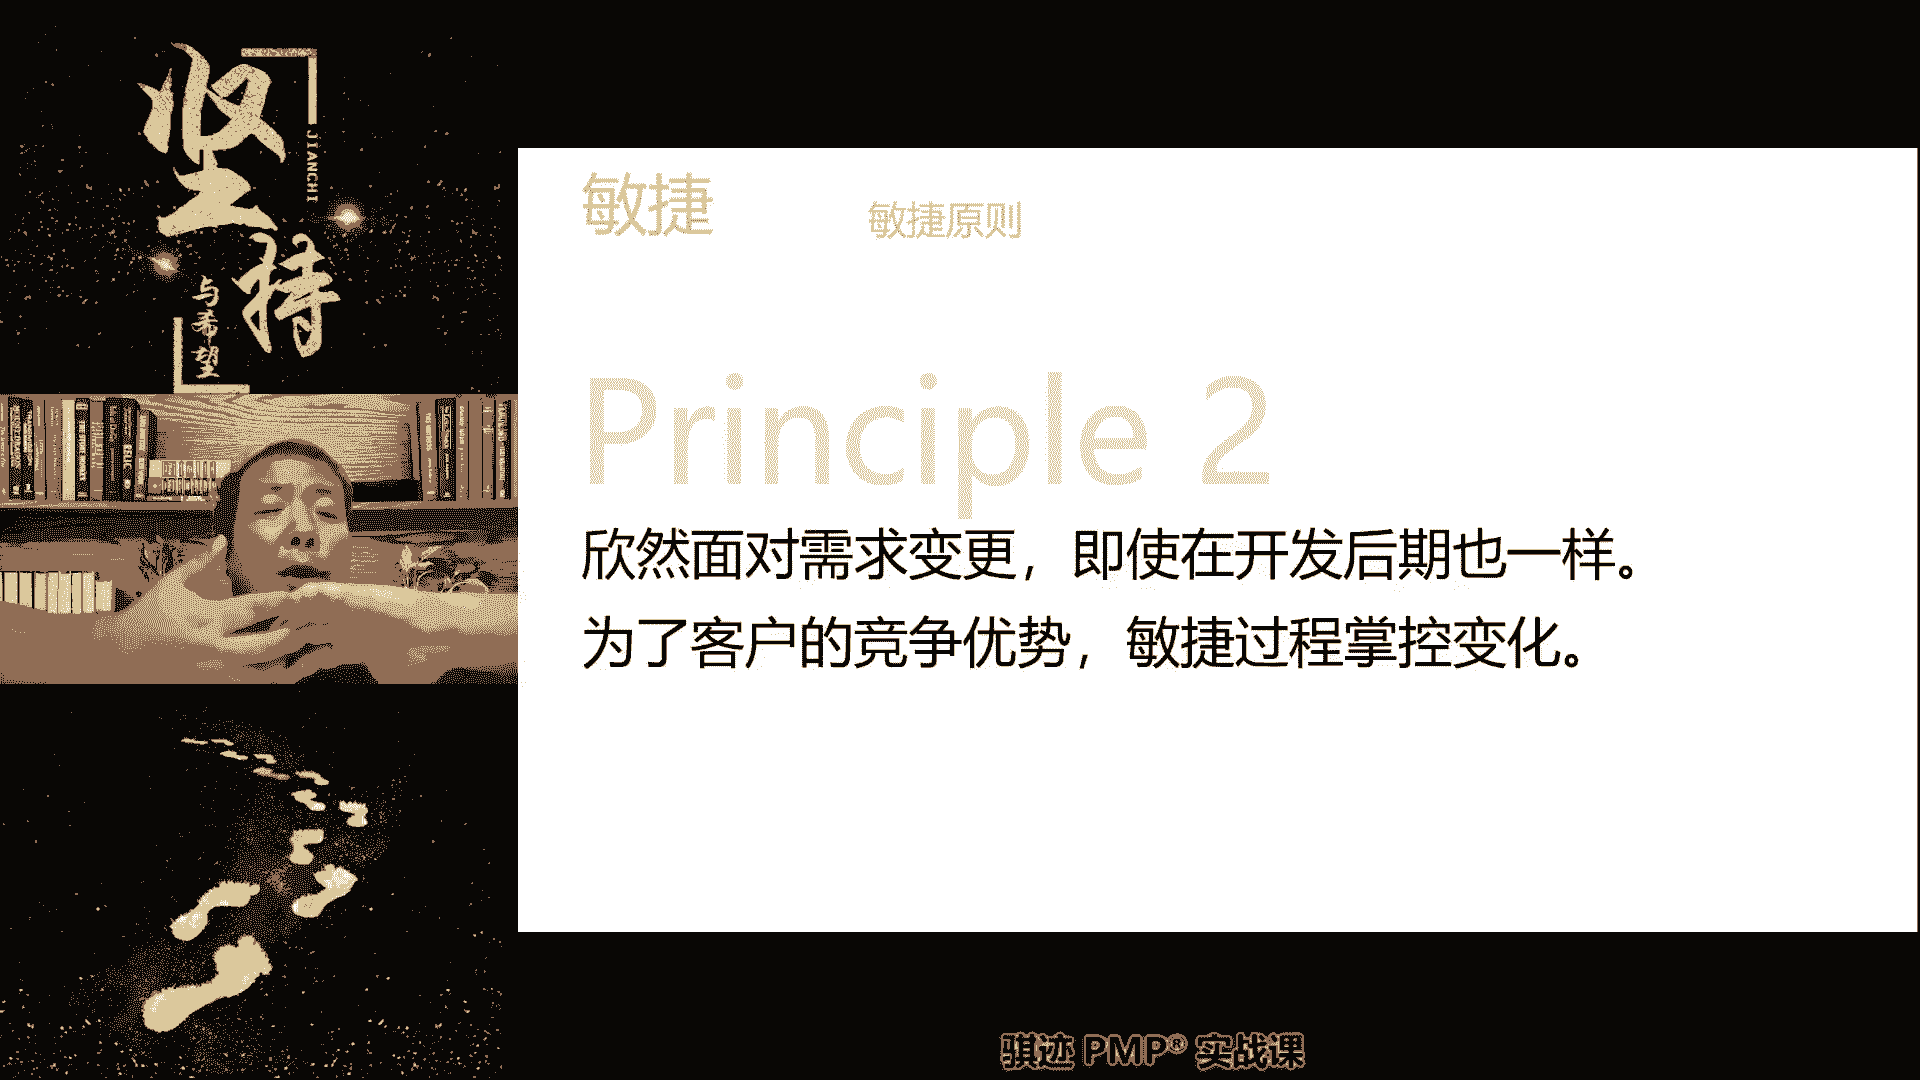 坚持
JIANCHI
与希望
敏捷
敏捷原则
Principle 2
欣然面对需求变更，即使在开发后期也一样。
为了客户的竞争优势，敏捷过程掌控变化。
骐迹 PMP® 实战课